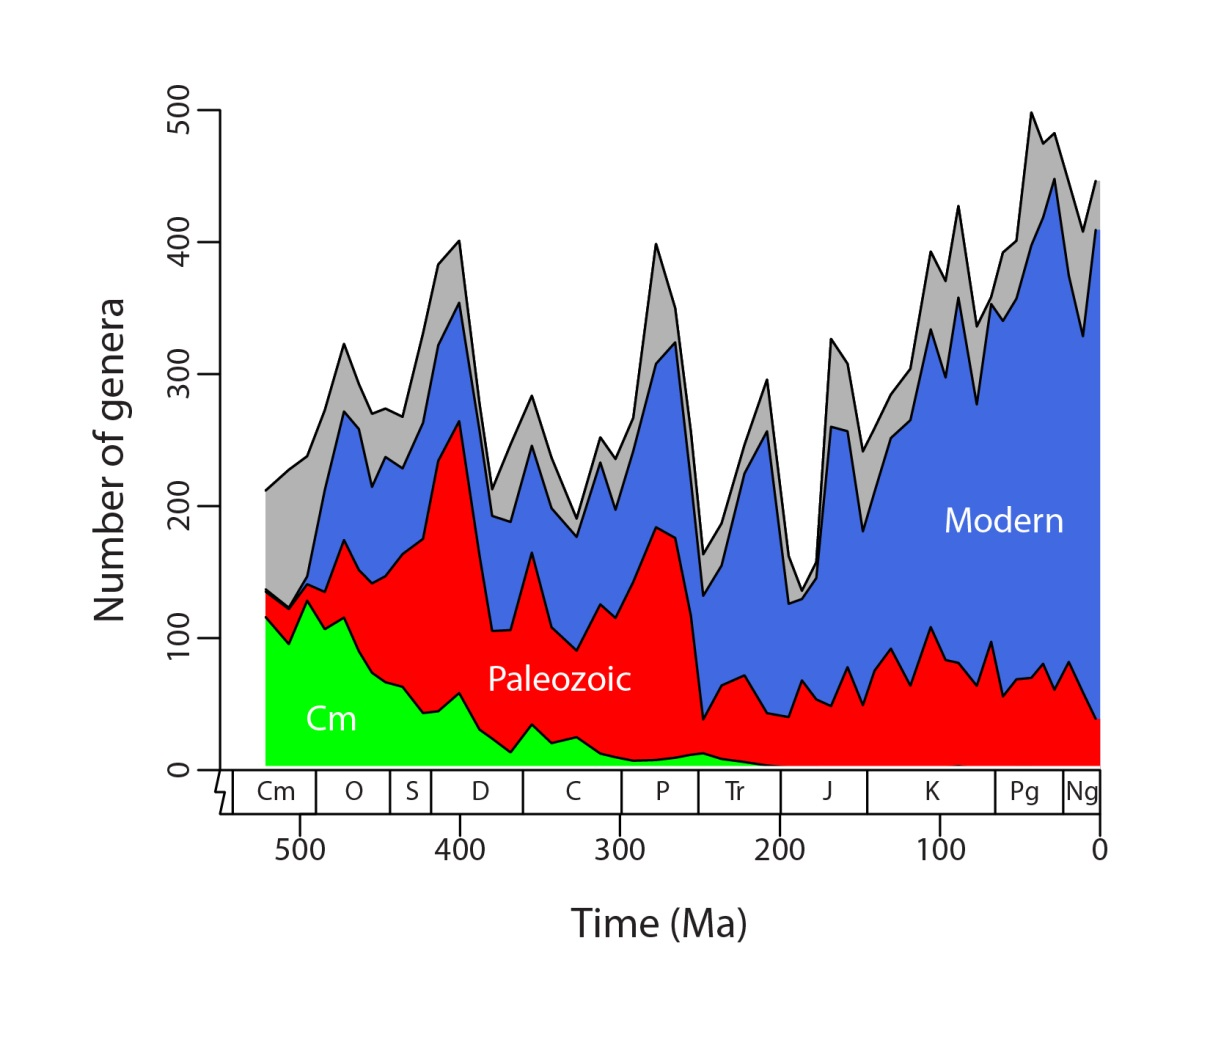 Number of genera
500
400
300
200
100
0
Modern
Paleozoic
Cm
Cm O S D C P Tr J K Pg Ng
500 400 300 200 100 0
Time (Ma)